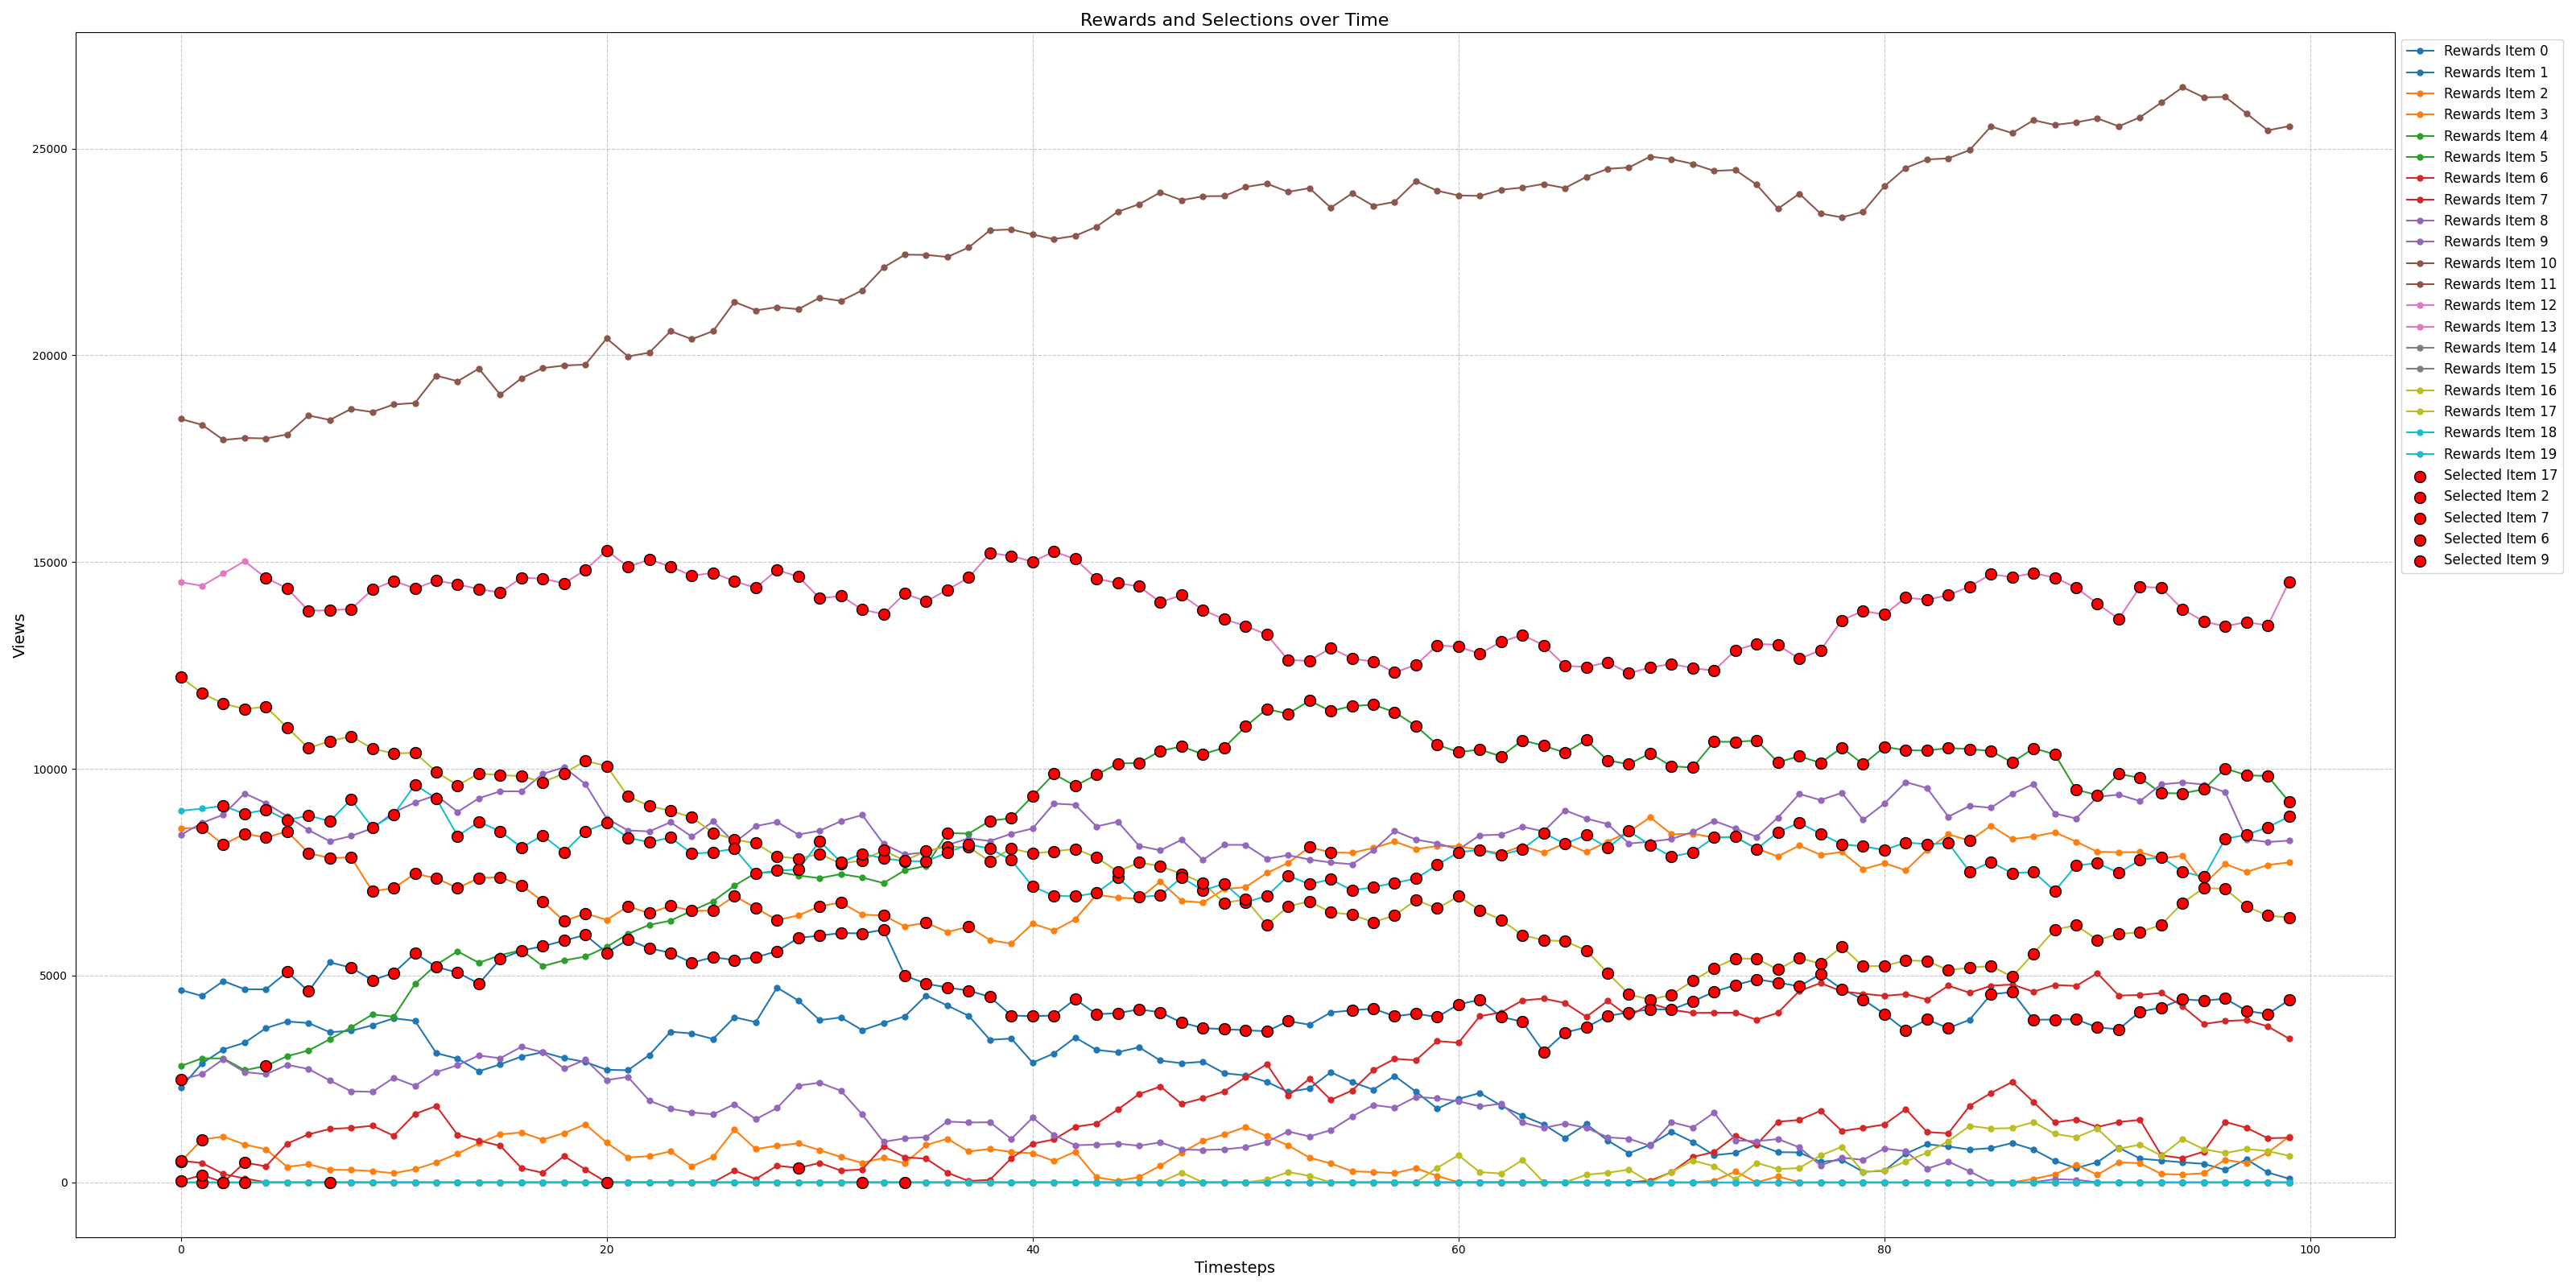 Rewards and Selections over Time
Views
25000
20000
15000
10000
5000
0
0
20
40
60
80
100
Timesteps
Rewards Item 0
Rewards Item 1
Rewards Item 2
Rewards Item 3
Rewards Item 4
Rewards Item 5
Rewards Item 6
Rewards Item 7
Rewards Item 8
Rewards Item 9
Rewards Item 10
Rewards Item 11
Rewards Item 12
Rewards Item 13
Rewards Item 14
Rewards Item 15
Rewards Item 16
Rewards Item 17
Rewards Item 18
Rewards Item 19
Selected Item 17
Selected Item 2
Selected Item 7
Selected Item 6
Selected Item 9